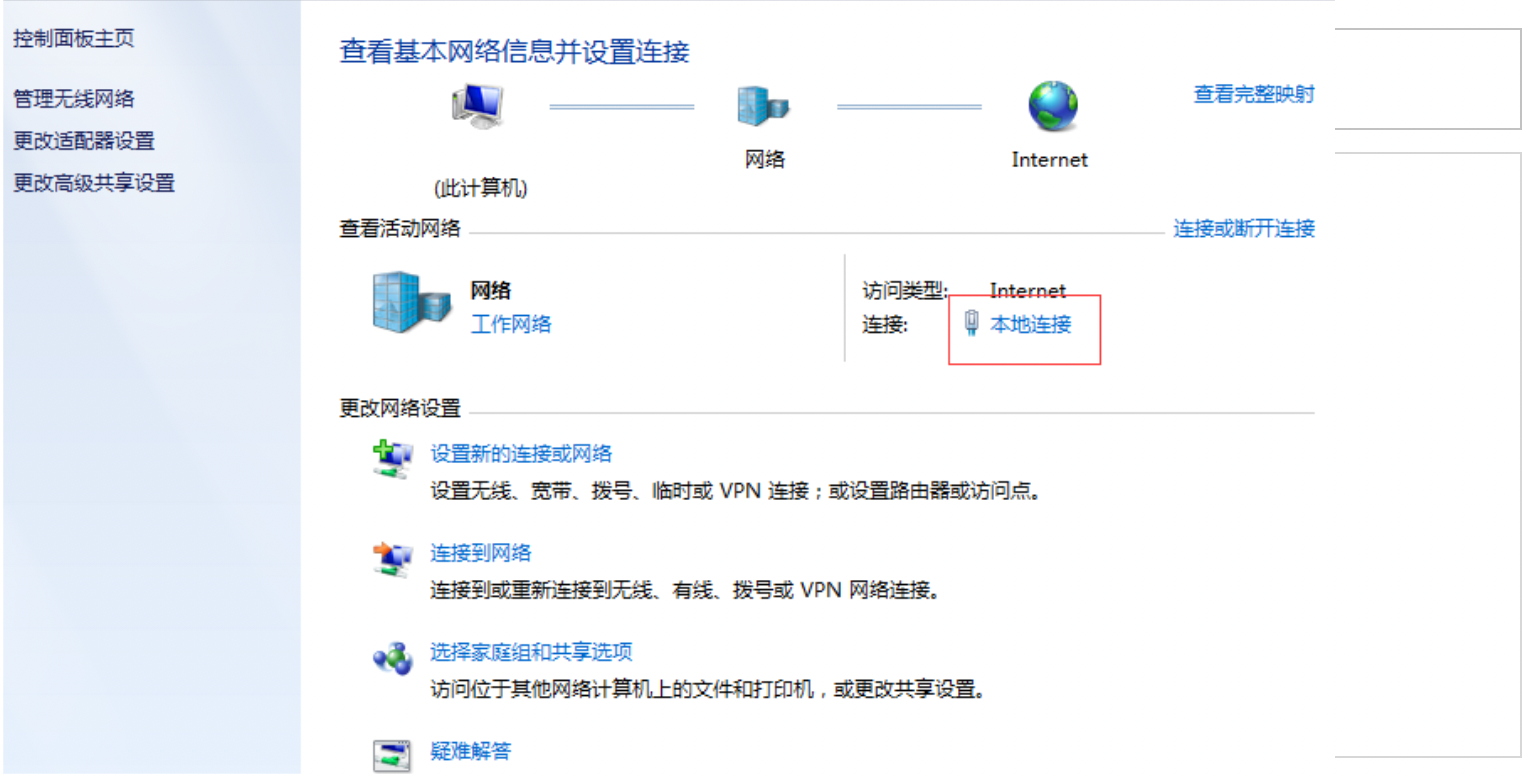 控制面板主页
管理无线网络
更改适配器设置
更改高级共享设置
查看基本网络信息并设置连接
查看完整映射
网络
Internet
(此计算机)
查看活动网络
连接或断开连接
网络
工作网络
访问类型: Internet
连接: 本地连接
更改网络设置
设置新的连接或网络
设置无线、宽带、拨号、临时或 VPN 连接；或设置路由器或访问点。
连接到网络
连接到或重新连接到无线、有线、拨号或 VPN 网络连接。
选择家庭组和共享选项
访问位于其他网络计算机上的文件和打印机，或更改共享设置。
疑难解答